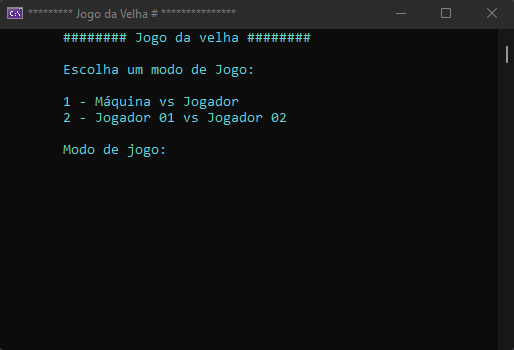 ********* Jogo da Velha # ***************
######## Jogo da velha ########
Escolha um modo de Jogo:
1 - Máquina vs Jogador
2 - Jogador 01 vs Jogador 02
Modo de jogo: